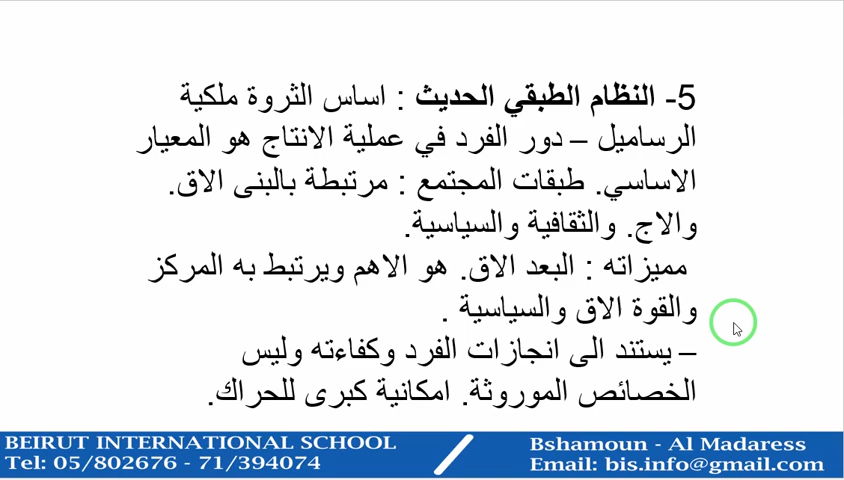 5- النظام الطبقي الحديث : اساس الثروة ملكية
الرساميل – دور الفرد في عملية الانتاج هو المعيار
الاساسي. طبقات المجتمع : مرتبطة بالبنى الاق.
والاج. والثقافية والسياسية.
مميزاته : البعد الاق. هو الاهم ويرتبط به المركز
والقوة الاق والسياسية .
– يستند الى انجازات الفرد وكفاءته وليس
الخصائص الموروثة. امكانية كبرى للحراك.
BEIRUT INTERNATIONAL SCHOOL
Tel: 05/802676 - 71/394074
Bshamoun - Al Madaress
Email: bis.info@gmail.com